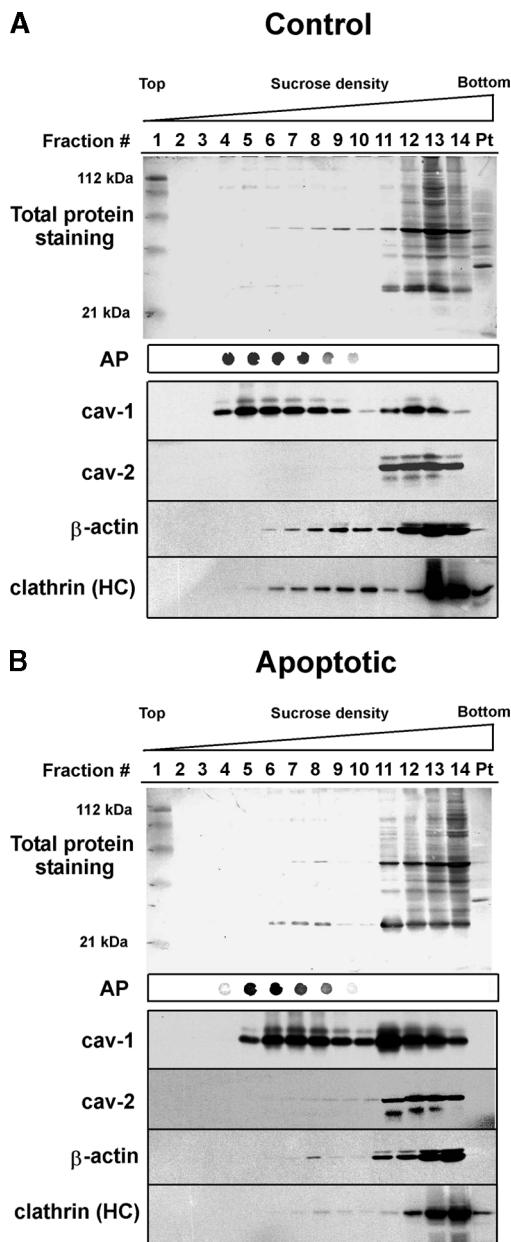 A
Control
Top Sucrose density Bottom
Fraction # 1 2 3 4 5 6 7 8 9 10 11 12 13 14 Pt
112 kDa
Total protein
staining
21 kDa
AP
cav-1
cav-2
β-actin
clathrin (HC)
B
Apoptotic
Top Sucrose density Bottom
Fraction # 1 2 3 4 5 6 7 8 9 10 11 12 13 14 Pt
112 kDa
Total protein
staining
21 kDa
AP
cav-1
cav-2
β-actin
clathrin (HC)